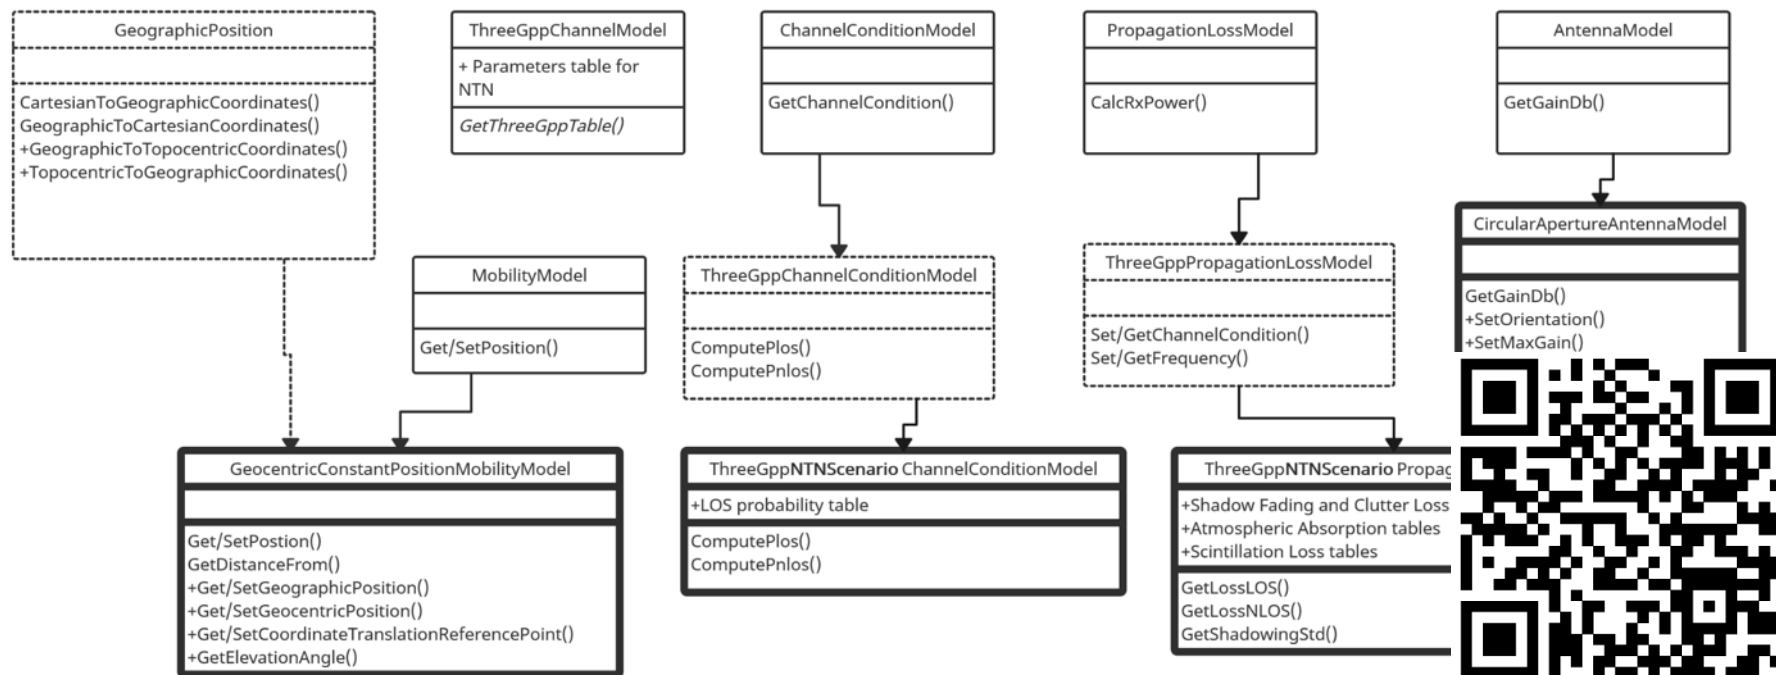 GeographicPosition
CartesianToGeographicCoordinates()
GeographicToCartesianCoordinates()
+GeographicToTopocentricCoordinates()
+TopocentricToGeographicCoordinates()
ThreeGppChannelModel
+ Parameters table for
NTN
GetThreeGppTable()
ChannelConditionModel
GetChannelCondition()
PropagationLossModel
CalcRxPower()
AntennaModel
GetGainDb()
MobilityModel
Get/SetPosition()
ThreeGppChannelConditionModel
ComputePlos()
ComputePnlos()
ThreeGppPropagationLossModel
Set/GetChannelCondition()
Set/GetFrequency()
CircularApertureAntennaModel
GetGainDb()
+SetOrientation()
+SetMaxGain()
GeocentricConstantPositionMobilityModel
Get/SetPostion()
GetDistanceFrom()
+Get/SetGeographicPosition()
+Get/SetGeocentricPosition()
+Get/SetCoordinateTranslationReferencePoint()
+GetElevationAngle()
ThreeGppNTNScenario ChannelConditionModel
+LOS probability table
ComputePlos()
ComputePnlos()
ThreeGppNTNScenario
+Shadow Fading and Clutter Loss
+Atmospheric Absorption tables
+Scintillation Loss tables
GetLossLOS()
GetLossNLOS()
GetShadowingStd()